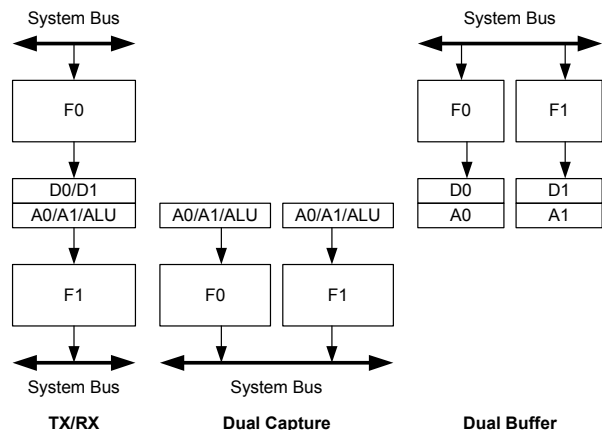 System Bus
System Bus
F0
F0
F1
D0/D1
A0/A1/ALU
A0/A1/ALU
A0/A1/ALU
D0
D1
A0
A1
F1
F0
F1
System Bus
System Bus
TX/RX
Dual Capture
Dual Buffer